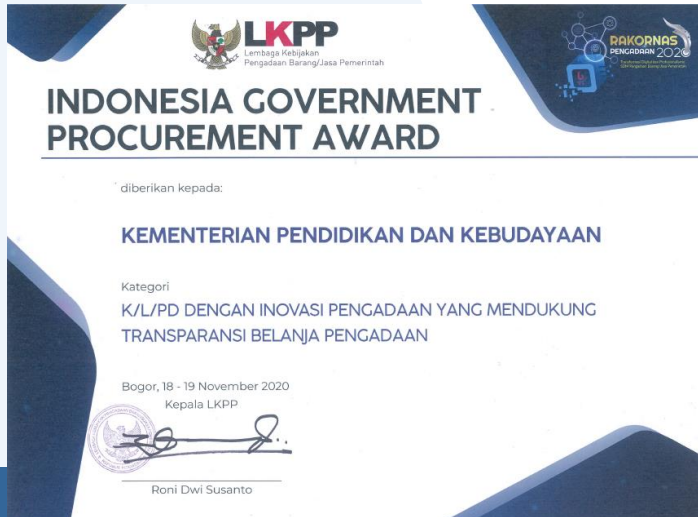 LKPP
Lembaga Kebijakan
Pengadaan Barang/Jasa Pemerintah
RAKORNAS
PENGADAAN 2020
INDONESIA GOVERNMENT
PROCUREMENT AWARD
diberikan kepada:
KEMENTERIAN PENDIDIKAN DAN KEBUDAYAAN
Kategori
K/L/PD DENGAN INOVASI PENGADAAN YANG MENDUKUNG
TRANSPARANSI BELANJA PENGADAAN
Bogor, 18 - 19 November 2020
Kepala LKPP
Roni Dwi Susanto